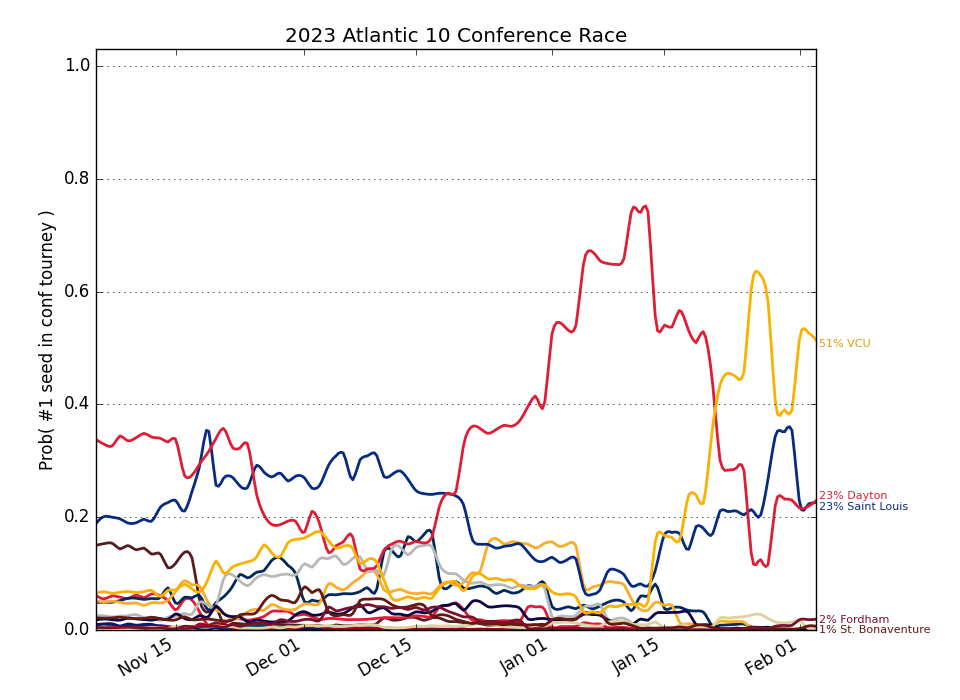 2023 Atlantic 10 Conference Race
Prob( #1 seed in conf tourney )
1.0
0.8
0.6
0.4
0.2
0.0
51% VCU
23% Dayton
23% Saint Louis
2% Fordham
1% St. Bonaventure
Nov 15
Dec 01
Dec 15
Jan 01
Jan 15
Feb 01